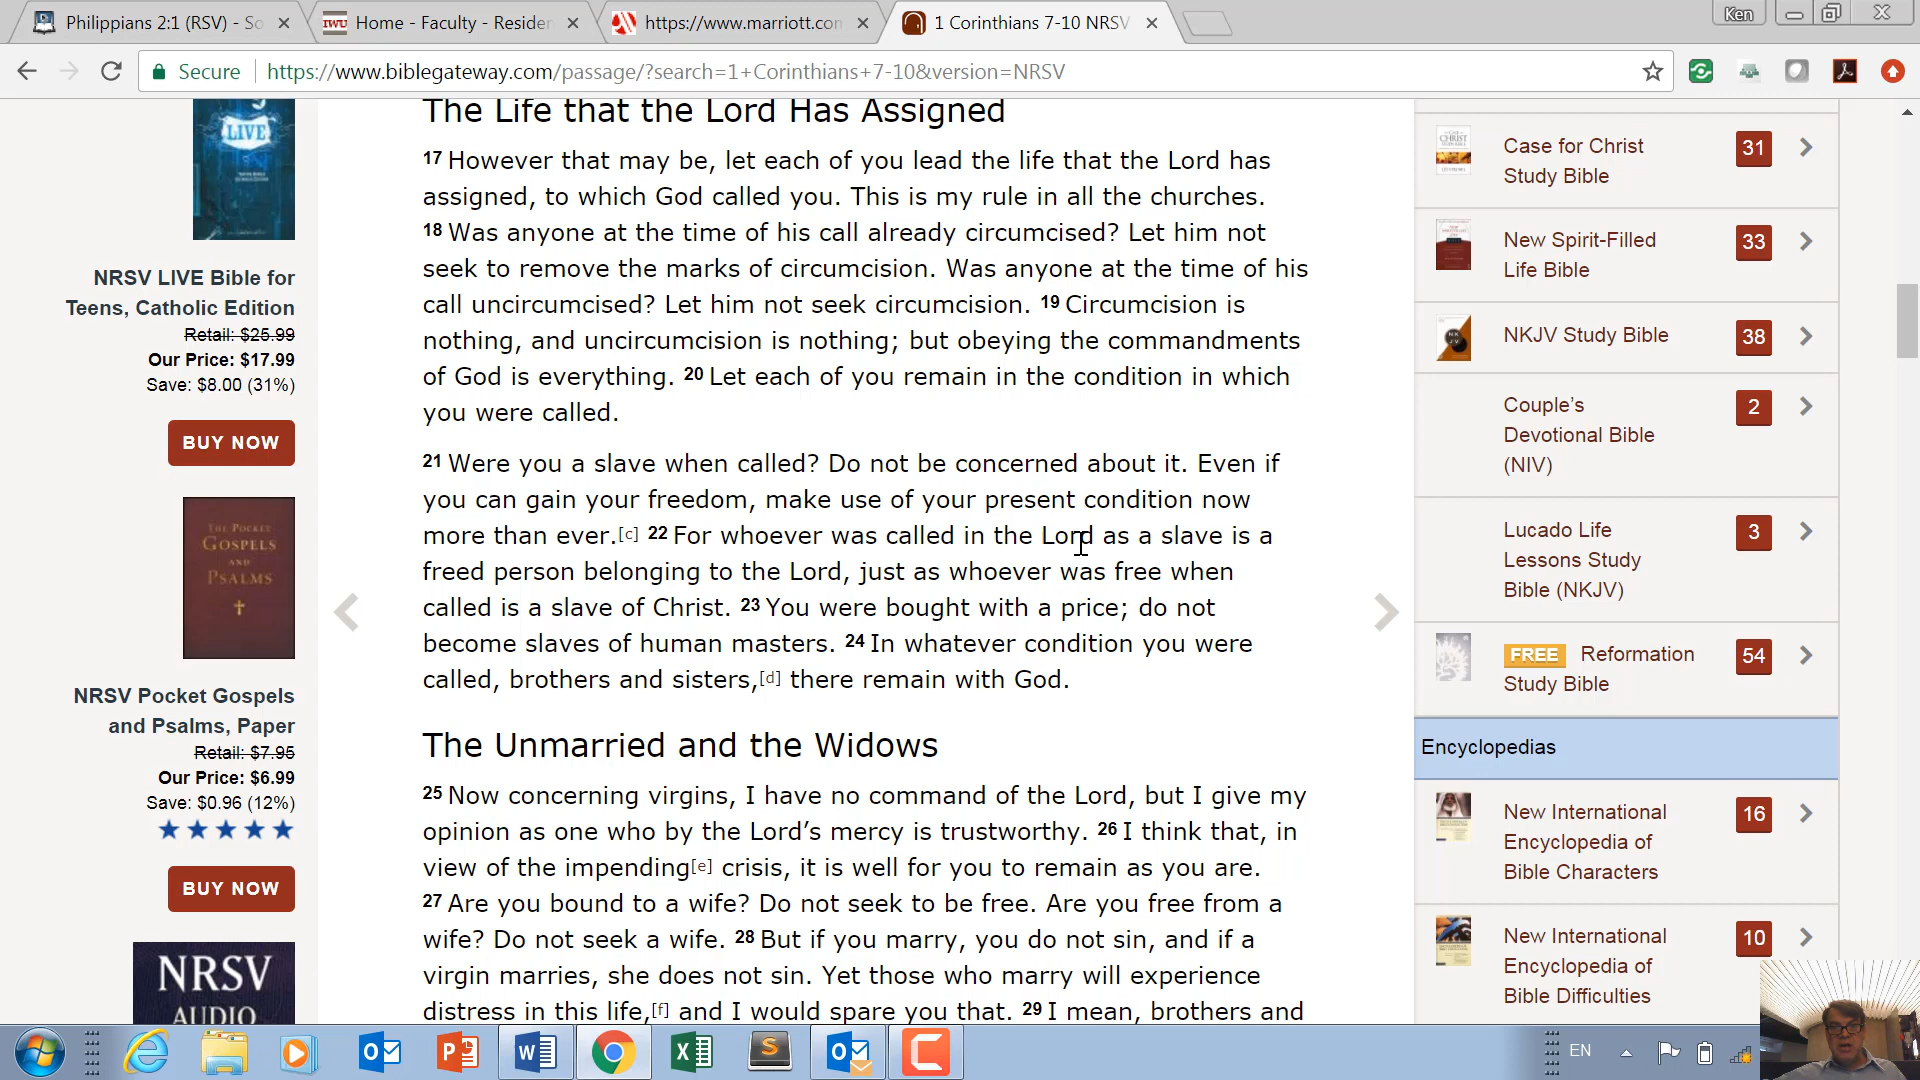 Philippians 2:1 (RSV) - So
Home - Faculty - Resider
https://www.marriott.con
1 Corinthians 7-10 NRSV
Ken
Secure
https://www.biblegateway.com/passage/?search=1+Corinthians+7-10&version=NRSV
LIVE
NRSV LIVE Bible for
Teens, Catholic Edition
Retail: $25.99
Our Price: $17.99
Save: $8.00 (31%)
BUY NOW
THE POCKET
GOSPELS
AND
PSALMS
NRSV Pocket Gospels
and Psalms, Paper
Retail: $7.95
Our Price: $6.99
Save: $0.96 (12%)
BUY NOW
NRSV
AUDIO
The Life that the Lord Has Assigned
17 However that may be, let each of you lead the life that the Lord has
assigned, to which God called you. This is my rule in all the churches.
18 Was anyone at the time of his call already circumcised? Let him not
seek to remove the marks of circumcision. Was anyone at the time of his
call uncircumcised? Let him not seek circumcision. 19 Circumcision is
nothing, and uncircumcision is nothing; but obeying the commandments
of God is everything. 20 Let each of you remain in the condition in which
you were called.
21 Were you a slave when called? Do not be concerned about it. Even if
you can gain your freedom, make use of your present condition now
more than ever.[c] 22 For whoever was called in the Lord as a slave is a
freed person belonging to the Lord, just as whoever was free when
called is a slave of Christ. 23 You were bought with a price; do not
become slaves of human masters. 24 In whatever condition you were
called, brothers and sisters,[d] there remain with God.
The Unmarried and the Widows
25 Now concerning virgins, I have no command of the Lord, but I give my
opinion as one who by the Lord’s mercy is trustworthy. 26 I think that, in
view of the impending[e] crisis, it is well for you to remain as you are.
27 Are you bound to a wife? Do not seek to be free. Are you free from a
wife? Do not seek a wife. 28 But if you marry, you do not sin, and if a
virgin marries, she does not sin. Yet those who marry will experience
distress in this life,[f] and I would spare you that. 29 I mean, brothers and
Case for Christ
Study Bible
31
New Spirit-Filled
Life Bible
33
NKJV Study Bible
38
Couple’s
Devotional Bible
(NIV)
2
Lucado Life
Lessons Study
Bible (NKJV)
3
FREE Reformation
Study Bible
54
Encyclopedias
New International
Encyclopedia of
Bible Characters
16
New International
Encyclopedia of
Bible Difficulties
10
EN